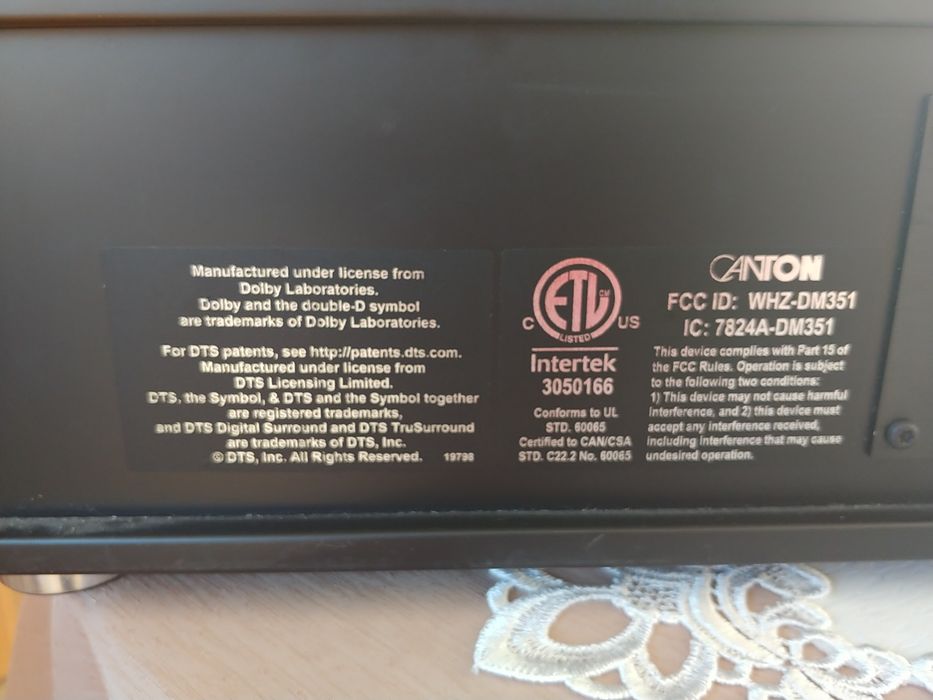 Manufactured under license from
Dolby Laboratories.
Dolby and the double-D symbol
are trademarks of Dolby Laboratories.
For DTS patents, see http://patents.dts.com.
Manufactured under license from
DTS Licensing Limited.
DTS, the Symbol, & DTS and the Symbol together
are registered trademarks,
and DTS Digital Surround and DTS TruSurround
are trademarks of DTS, Inc.
© DTS, Inc. All Rights Reserved. 19798
ETL CM
LISTED
C US
Intertek
3050166
Conforms to UL
STD. 60065
Certified to CAN/CSA
STD. C22.2 No. 60065
CANTON
FCC ID: WHZ-DM351
IC: 7824A-DM351
This device complies with Part 15 of
the FCC Rules. Operation is subject
to the following two conditions:
1) This device may not cause harmful
interference, and 2) this device must
accept any interference received,
including interference that may cause
undesired operation.